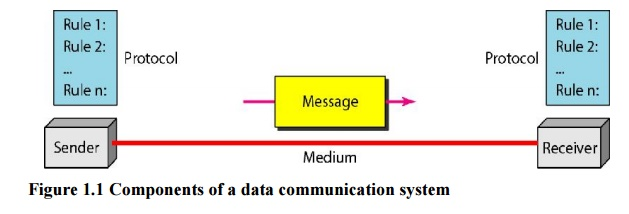 Rule 1:
Rule 2:
...
Rule n:
Protocol
Message
Protocol
Rule 1:
Rule 2:
...
Rule n:
Sender
Medium
Receiver
Figure 1.1 Components of a data communication system